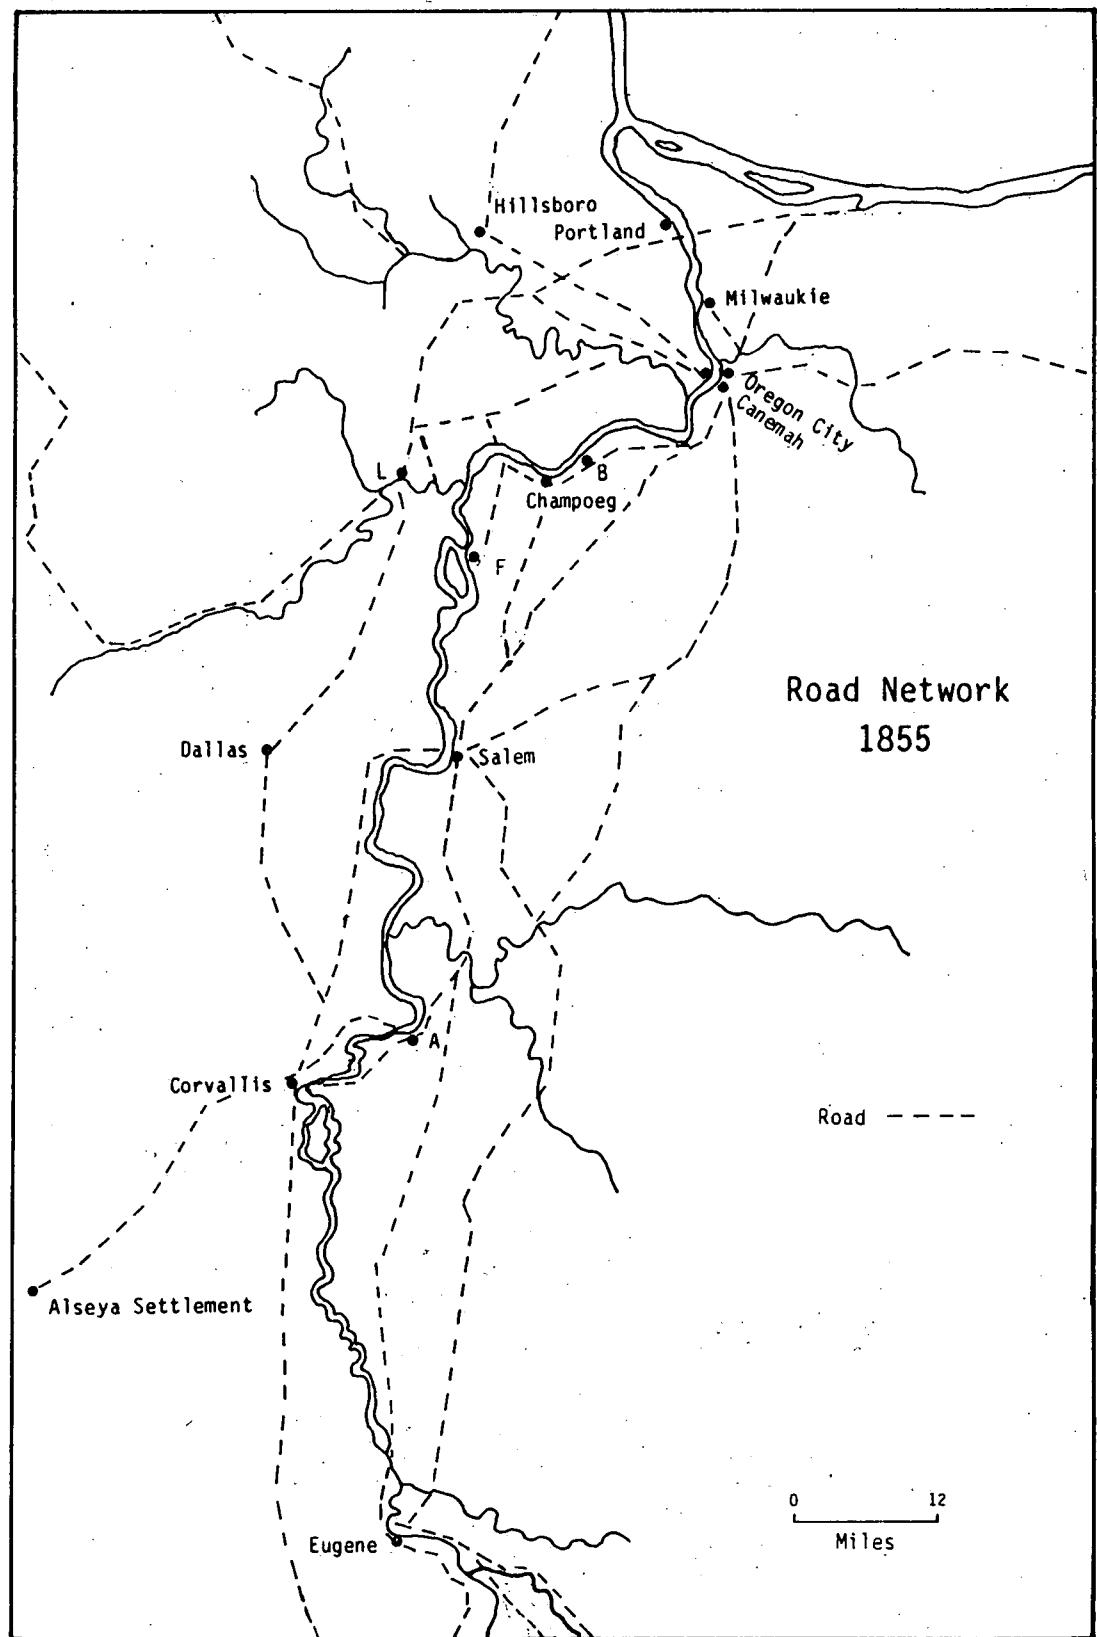 Hillsboro
Portland
Milwaukie
Oregon City
Canemah
L
B
Champoeg
F
Road Network
1855
Dallas
Salem
A
Corvallis
Road
Alseya Settlement
0 12
Miles
Eugene